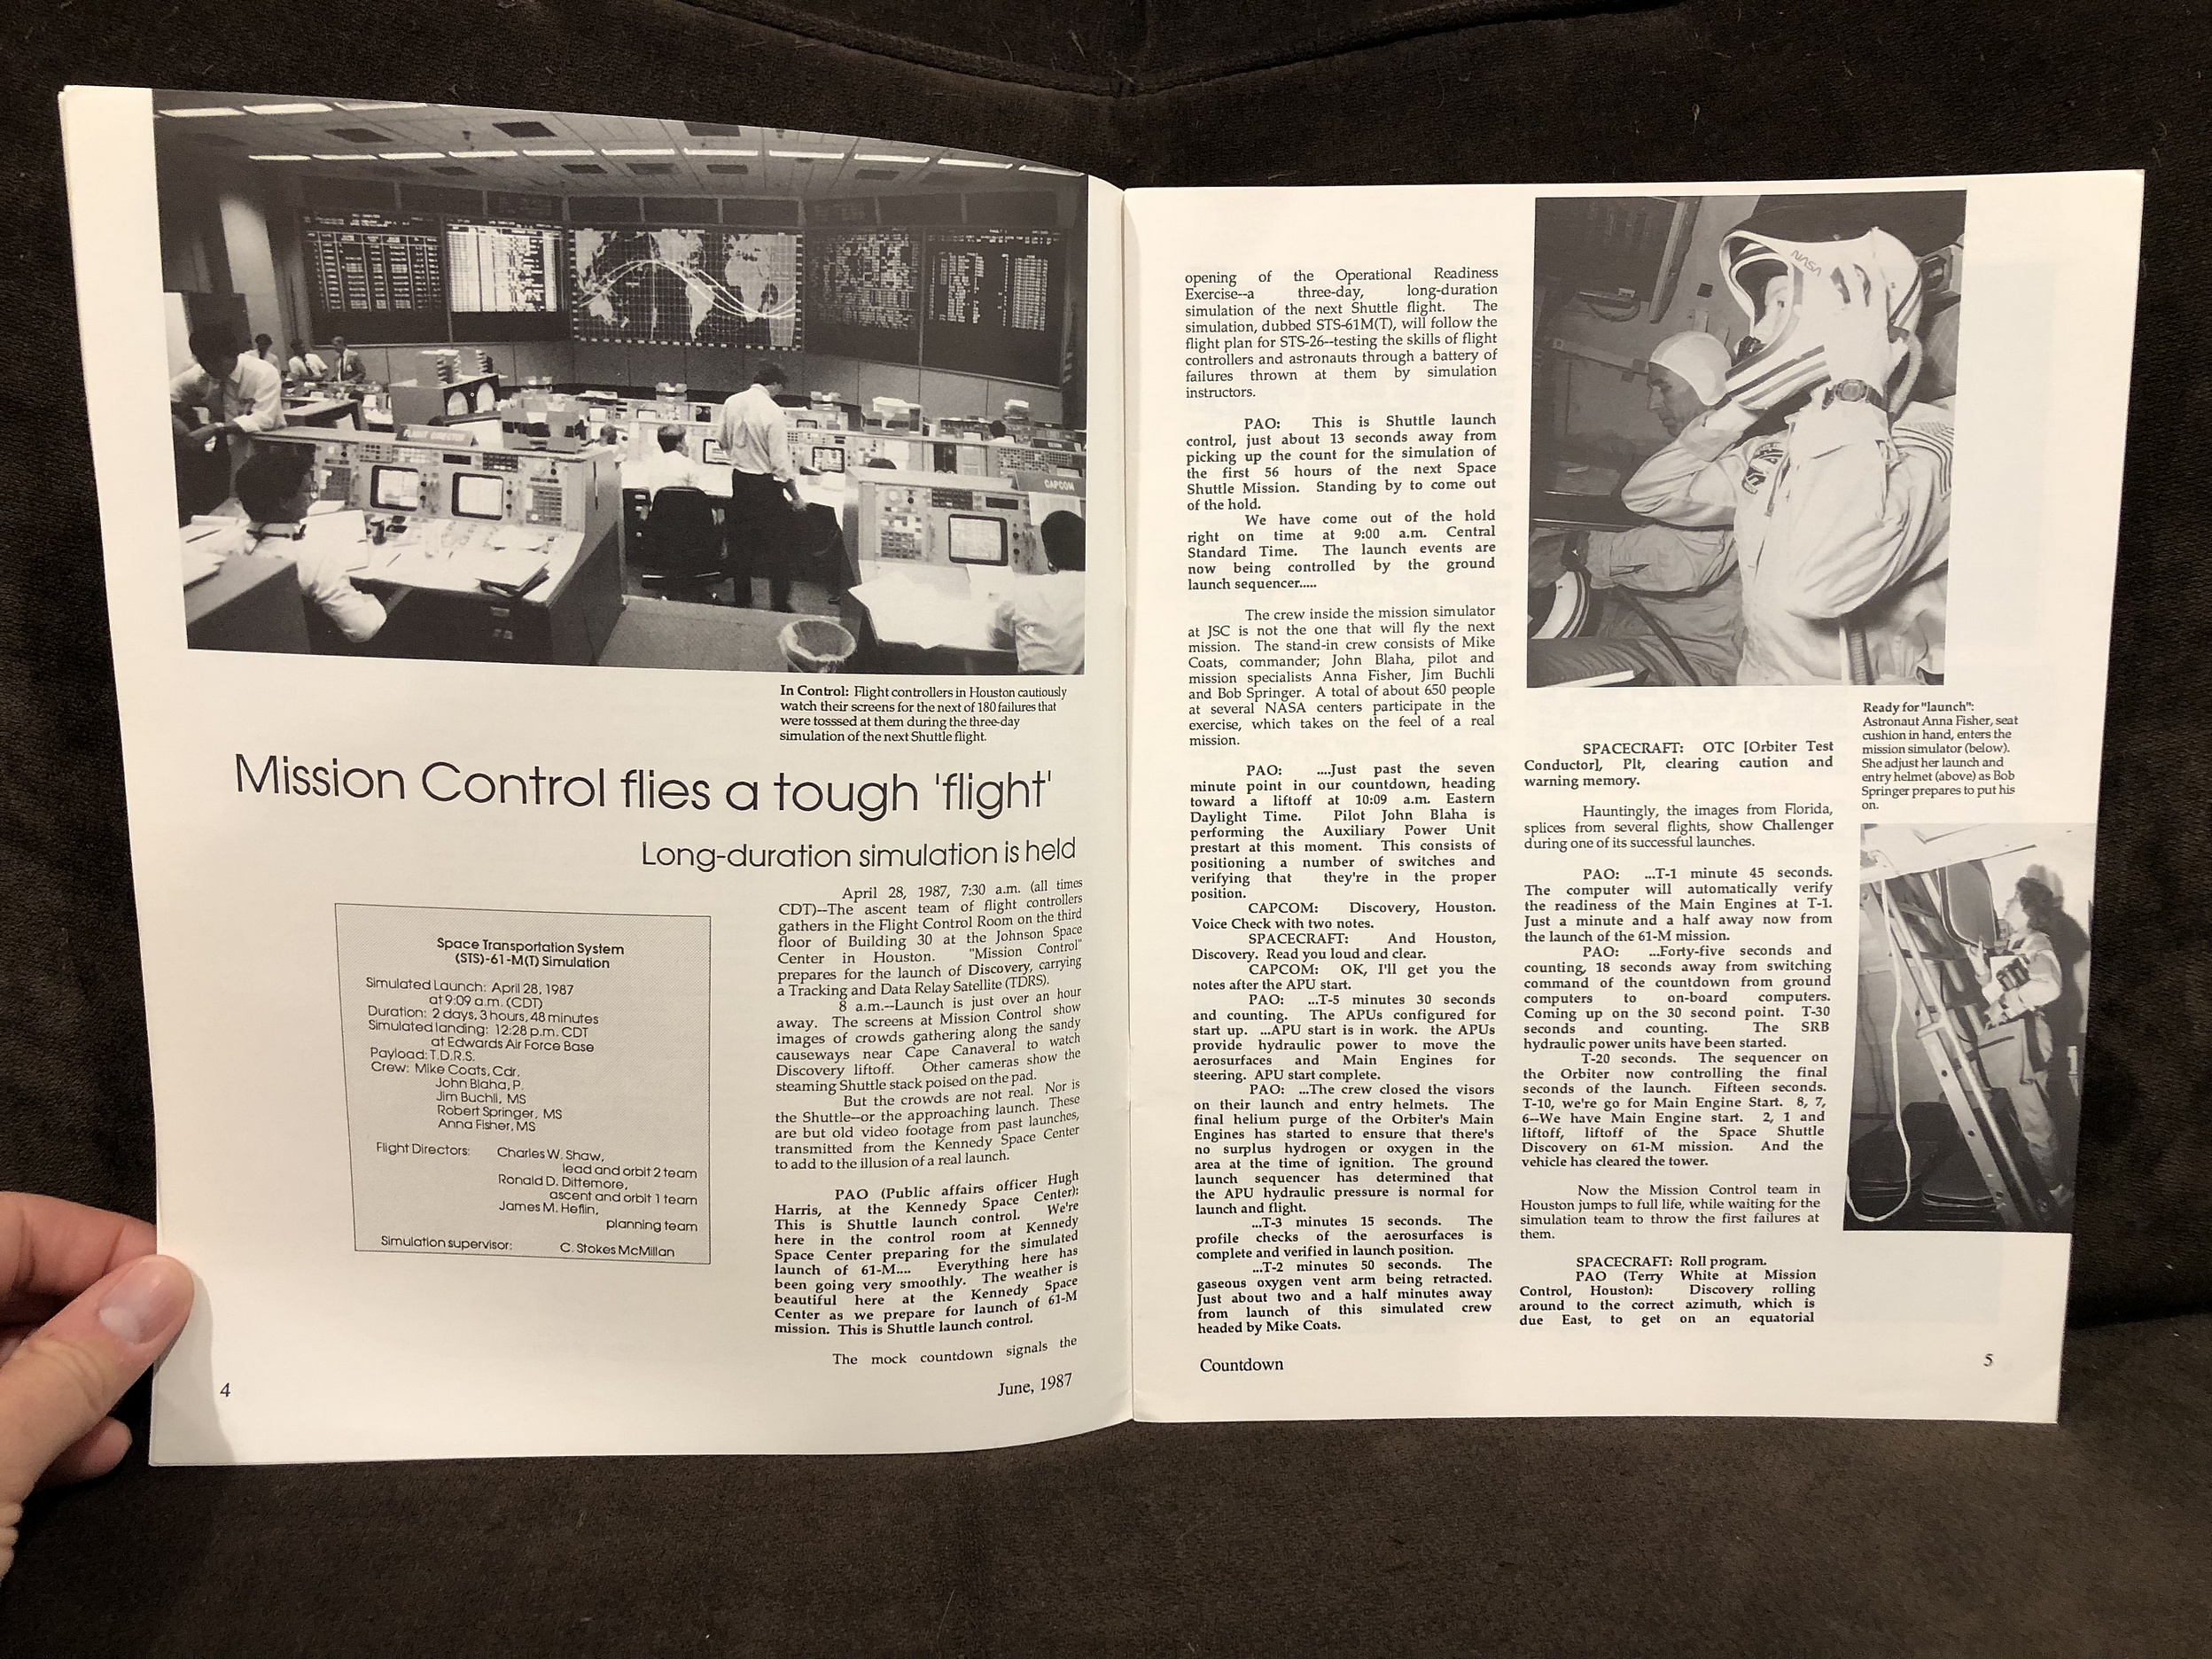 FLIGHT DIRECTOR
CAPCOM
In Control: Flight controllers in Houston cautiously
watch their screens for the next of 180 failures that
were tosssed at them during the three-day
simulation of the next Shuttle flight.
Mission Control flies a tough 'flight'
Long-duration simulation is held
Space Transportation System
(STS)-61-M(T) Simulation
Simulated Launch: April 28, 1987
at 9:09 a.m. (CDT)
Duration: 2 days, 3 hours, 48 minutes
Simulated landing: 12:28 p.m. CDT
at Edwards Air Force Base
Payload: T.D.R.S.
Crew: Mike Coats, Cdr.
John Blaha, P.
Jim Buchli, MS
Robert Springer, MS
Anna Fisher, MS
Flight Directors: Charles W. Shaw,
lead and orbit 2 team
Ronald D. Dittemore,
ascent and orbit 1 team
James M. Heflin,
planning team
Simulation supervisor: C. Stokes McMillan
April 28, 1987, 7:30 a.m. (all times
CDT)--The ascent team of flight controllers
gathers in the Flight Control Room on the third
floor of Building 30 at the Johnson Space
Center in Houston. "Mission Control"
prepares for the launch of Discovery, carrying
a Tracking and Data Relay Satellite (TDRS).
8 a.m.--Launch is just over an hour
away. The screens at Mission Control show
images of crowds gathering along the sandy
causeways near Cape Canaveral to watch
Discovery liftoff. Other cameras show the
steaming Shuttle stack poised on the pad.
But the crowds are not real. Nor is
the Shuttle--or the approaching launch. These
are but old video footage from past launches,
transmitted from the Kennedy Space Center
to add to the illusion of a real launch.
PAO (Public affairs officer Hugh
Harris, at the Kennedy Space Center):
This is Shuttle launch control. We're
here in the control room at Kennedy
Space Center preparing for the simulated
launch of 61-M.... Everything here has
been going very smoothly. The weather is
beautiful here at the Kennedy Space
Center as we prepare for launch of 61-M
mission. This is Shuttle launch control.
The mock countdown signals the
4
June, 1987
opening of the Operational Readiness
Exercise--a three-day, long-duration
simulation of the next Shuttle flight. The
simulation, dubbed STS-61M(T), will follow the
flight plan for STS-26--testing the skills of flight
controllers and astronauts through a battery of
failures thrown at them by simulation
instructors.
PAO: This is Shuttle launch
control, just about 13 seconds away from
picking up the count for the simulation of
the first 56 hours of the next Space
Shuttle Mission. Standing by to come out
of the hold.
We have come out of the hold
right on time at 9:00 a.m. Central
Standard Time. The launch events are
now being controlled by the ground
launch sequencer.....
The crew inside the mission simulator
at JSC is not the one that will fly the next
mission. The stand-in crew consists of Mike
Coats, commander; John Blaha, pilot and
mission specialists Anna Fisher, Jim Buchli
and Bob Springer. A total of about 650 people
at several NASA centers participate in the
exercise, which takes on the feel of a real
mission.
PAO: ....Just past the seven
minute point in our countdown, heading
toward a liftoff at 10:09 a.m. Eastern
Daylight Time. Pilot John Blaha is
performing the Auxiliary Power Unit
prestart at this moment. This consists of
positioning a number of switches and
verifying that they're in the proper
position.
CAPCOM: Discovery, Houston.
Voice Check with two notes.
SPACECRAFT: And Houston,
Discovery. Read you loud and clear.
CAPCOM: OK, I'll get you the
notes after the APU start.
PAO: ...T-5 minutes 30 seconds
and counting. The APUs configured for
start up. ...APU start is in work. the APUs
provide hydraulic power to move the
aerosurfaces and Main Engines for
steering. APU start complete.
PAO: ...The crew closed the visors
on their launch and entry helmets. The
final helium purge of the Orbiter's Main
Engines has started to ensure that there's
no surplus hydrogen or oxygen in the
area at the time of ignition. The ground
launch sequencer has determined that
the APU hydraulic pressure is normal for
launch and flight.
...T-3 minutes 15 seconds. The
profile checks of the aerosurfaces is
complete and verified in launch position.
...T-2 minutes 50 seconds. The
gaseous oxygen vent arm being retracted.
Just about two and a half minutes away
from launch of this simulated crew
headed by Mike Coats.
NASA
Ready for "launch":
Astronaut Anna Fisher, seat
cushion in hand, enters the
mission simulator (below).
She adjust her launch and
entry helmet (above) as Bob
Springer prepares to put his
on.
SPACECRAFT: OTC [Orbiter Test
Conductor], Plt, clearing caution and
warning memory.
Hauntingly, the images from Florida,
splices from several flights, show Challenger
during one of its successful launches.
PAO: ...T-1 minute 45 seconds.
The computer will automatically verify
the readiness of the Main Engines at T-1.
Just a minute and a half away now from
the launch of the 61-M mission.
PAO: ...Forty-five seconds and
counting, 18 seconds away from switching
command of the countdown from ground
computers to on-board computers.
Coming up on the 30 second point. T-30
seconds and counting. The SRB
hydraulic power units have been started.
T-20 seconds. The sequencer on
the Orbiter now controlling the final
seconds of the launch. Fifteen seconds.
T-10, we're go for Main Engine Start. 8, 7,
6--We have Main Engine start. 2, 1 and
liftoff, liftoff of the Space Shuttle
Discovery on 61-M mission. And the
vehicle has cleared the tower.
Now the Mission Control team in
Houston jumps to full life, while waiting for the
simulation team to throw the first failures at
them.
SPACECRAFT: Roll program.
PAO (Terry White at Mission
Control, Houston): Discovery rolling
around to the correct azimuth, which is
due East, to get on an equatorial
Countdown
5